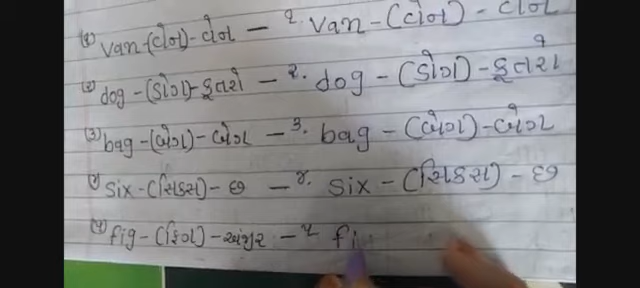 (૧) van-(વેન)-વેન – ૧. van-(વેન)-વેન
(૨) dog-(ડોગ)-કૂતરો – ૨. dog-(ડોગ)-કૂતરો
(૩) bag-(બેગ)-બેગ – ૩. bag-(બેગ)-બેગ
(૪) six-(સિક્સ)-છ – ૪. six-(સિક્સ)-છ
(૫) fig-(ફિગ)-અંજીર – ૫ fi